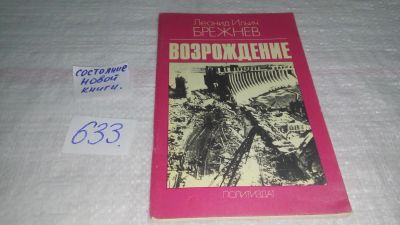 состояние
новой
книги.
633.
Леонид Ильич
БРЕЖНЕВ
ВОЗРОЖДЕНИЕ
ПОЛИТИЗДАТ